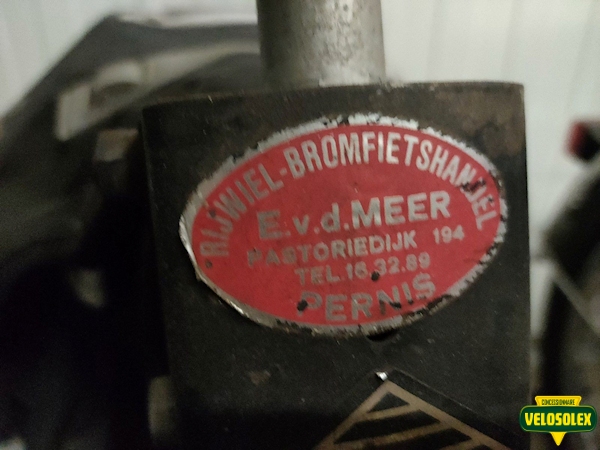 RIJWIEL-BROMFIETSHANDEL
E.v.d.MEER
PASTORIEDIJK 194
TEL.16.32.89
PERNIS
CONCESSIONNAIRE
VELOSOLEX